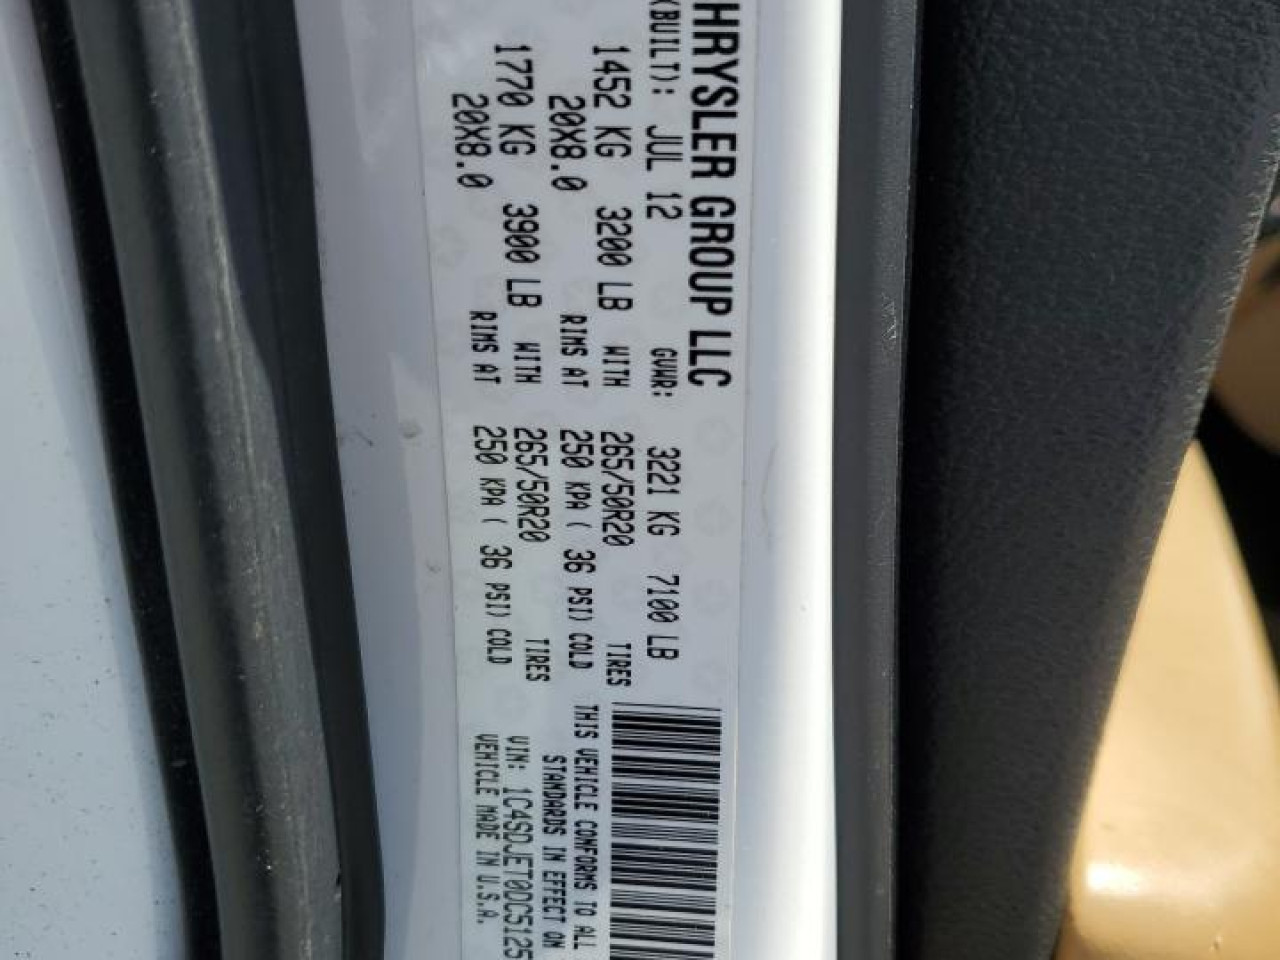 HRYSLER GROUP LLC
(BUILT): JUL 12 GVWR: 3221 KG 7100 LB
1452 KG 3200 LB WITH 265/50R20 TIRES
20X8.0 RIMS AT 250 KPA ( 36 PSI) COLD
1770 KG 3900 LB WITH 265/50R20 TIRES
20X8.0 RIMS AT 250 KPA ( 36 PSI) COLD
THIS VEHICLE CONFORMS TO ALL
STANDARDS IN EFFECT ON
VIN: 1C4SDJET0DC5125
VEHICLE MADE IN U.S.A.